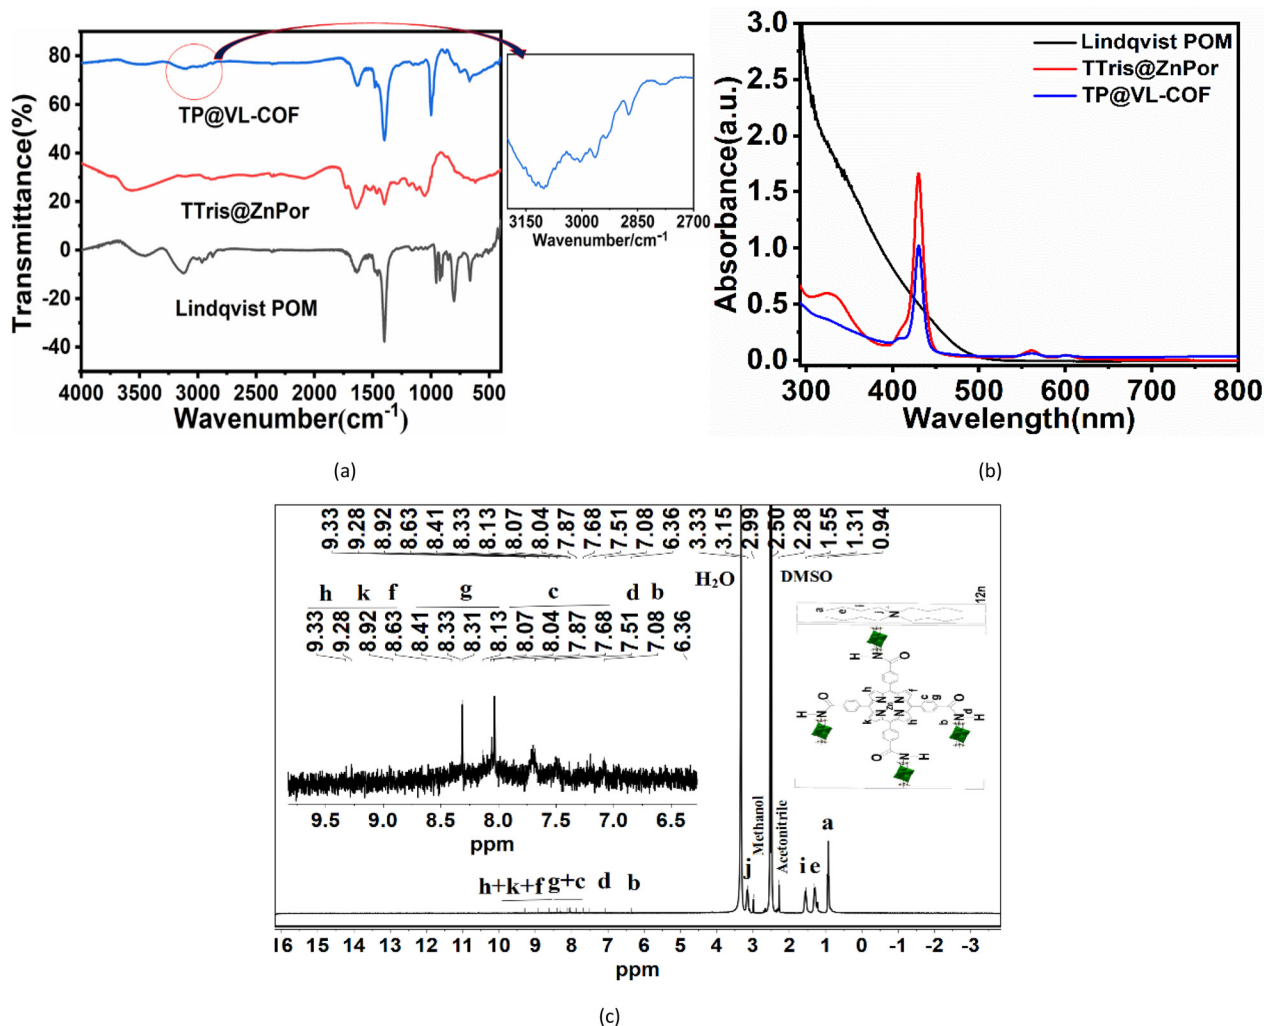 80
60
40
20
0
-20
-40
Transmittance(%)
TP@VL-COF
TTris@ZnPor
Lindqvist POM
4000 3500 3000 2500 2000 1500 1000 500
Wavenumber(cm-1)
3150 3000 2850 2700
Wavenumber/cm-1
(a)
3.0
2.5
2.0
1.5
1.0
0.5
0.0
Absorbance(a.u.)
Lindqvist POM
TTris@ZnPor
TP@VL-COF
300 400 500 600 700 800
Wavelength(nm)
(b)
9.33 9.28 8.92 8.63 8.41 8.33 8.13 8.07 8.04 7.87 7.68 7.51 7.08 6.36 3.33 3.15 2.99 2.50 2.28 1.55 1.31 0.94
H2O DMSO
h k f g c d b
9.33 9.28 8.92 8.63 8.41 8.33 8.31 8.13 8.07 8.04 7.87 7.68 7.51 7.08 6.36
9.5 9.0 8.5 8.0 7.5 7.0 6.5
ppm
12n
a e i j N
H N O
h f
O N H
N N Zn N N
c g
O
k h
b N d H
O N H
h+k+f g+c d b
j Methanol Acetonitrile i e a
16 15 14 13 12 11 10 9 8 7 6 5 4 3 2 1 0 -1 -2 -3
ppm
(c)